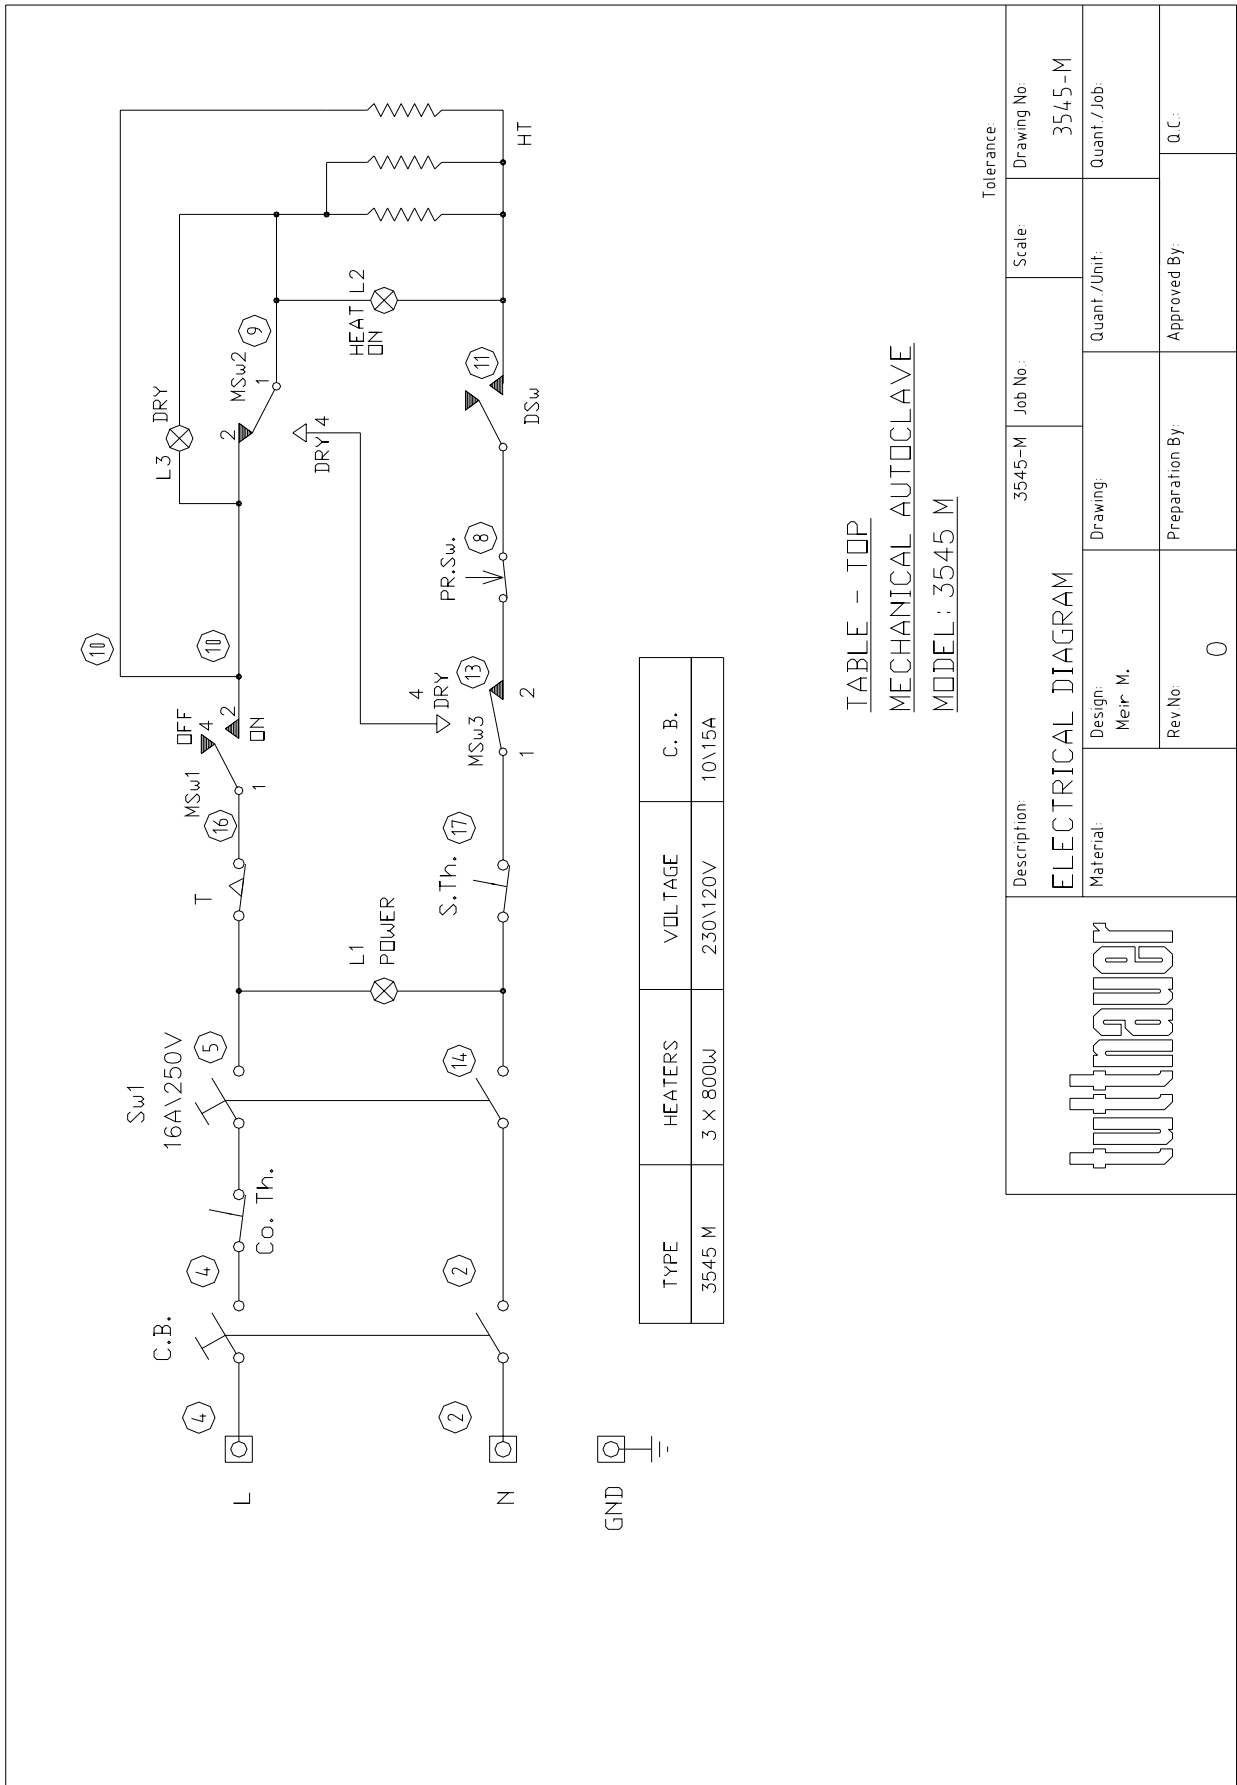 L
N
GND
4
2
C.B.
4
2
Co. Th.
Sw1
16A\250V
5
14
L1
POWER
T
S.Th.
17
16
MSw1
1
OFF
4
2
ON
MSw3
1
4
DRY
13
2
10
10
PR.Sw.
8
L3
DRY
2
MSw2
1
9
DRY 4
DSw
11
HEAT L2
ON
HT
TYPE HEATERS VOLTAGE C. B.
3545 M 3 X 800W 230\120V 10\15A
TABLE - TOP
MECHANICAL AUTOCLAVE
MODEL: 3545 M
Tolerance:
tuttnauer
Description: 3545-M Job No.: Scale: Drawing No:
ELECTRICAL DIAGRAM 3545-M
Material: Design: Drawing: Quant./Unit: Quant./Job:
Meir M.
Rev.No: Preparation By: Approved By: Q.C.:
0